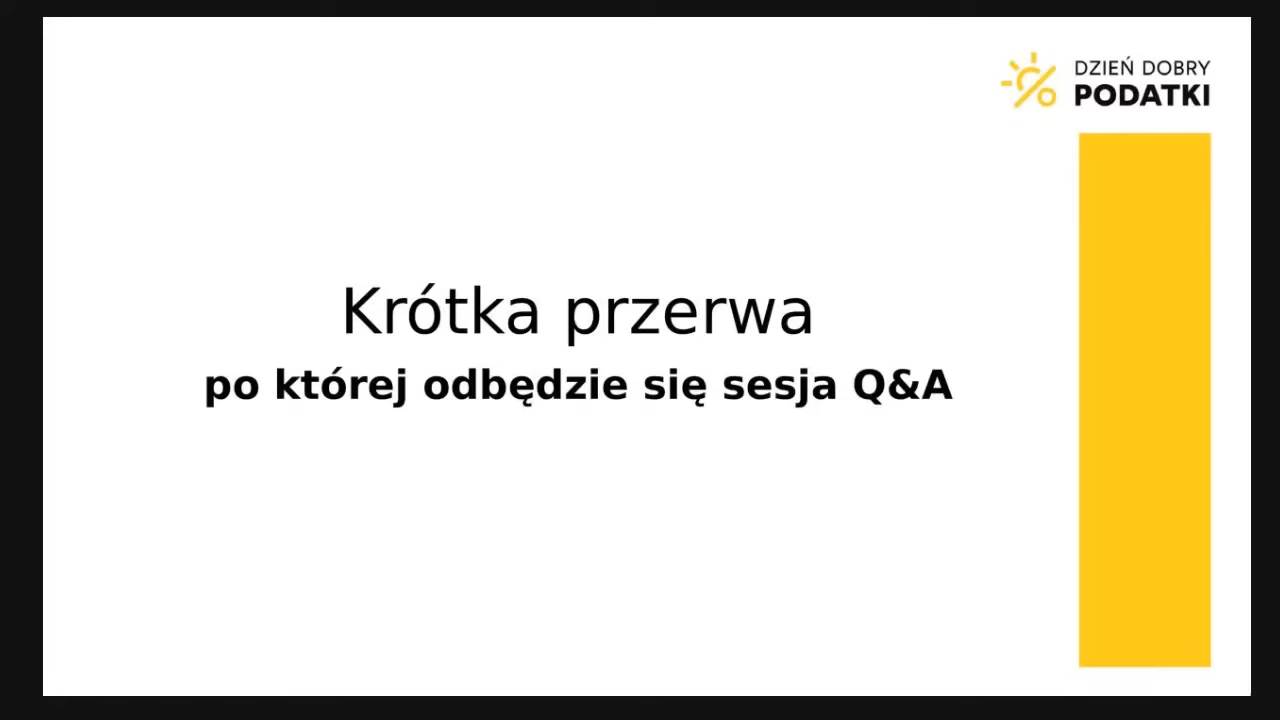 DZIEŃ DOBRY
PODATKI
Krótka przerwa
po której odbędzie się sesja Q&A